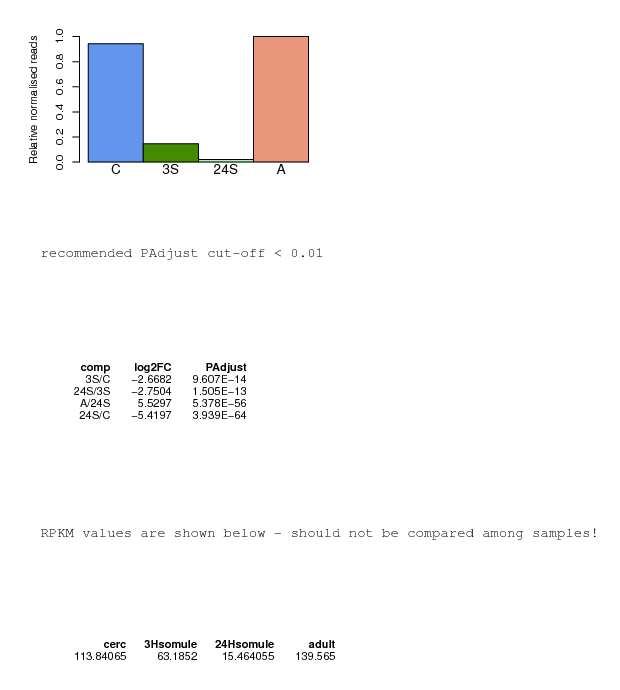 Relative normalised reads
1.0
0.8
0.6
0.4
0.2
0.0
C 3S 24S A
recommended PAdjust cut-off < 0.01
comp log2FC PAdjust
3S/C −2.6682 9.607E−14
24S/3S −2.7504 1.505E−13
A/24S 5.5297 5.378E−56
24S/C −5.4197 3.939E−64
RPKM values are shown below - should not be compared among samples!
cerc 3Hsomule 24Hsomule adult
113.84065 63.1852 15.464055 139.565